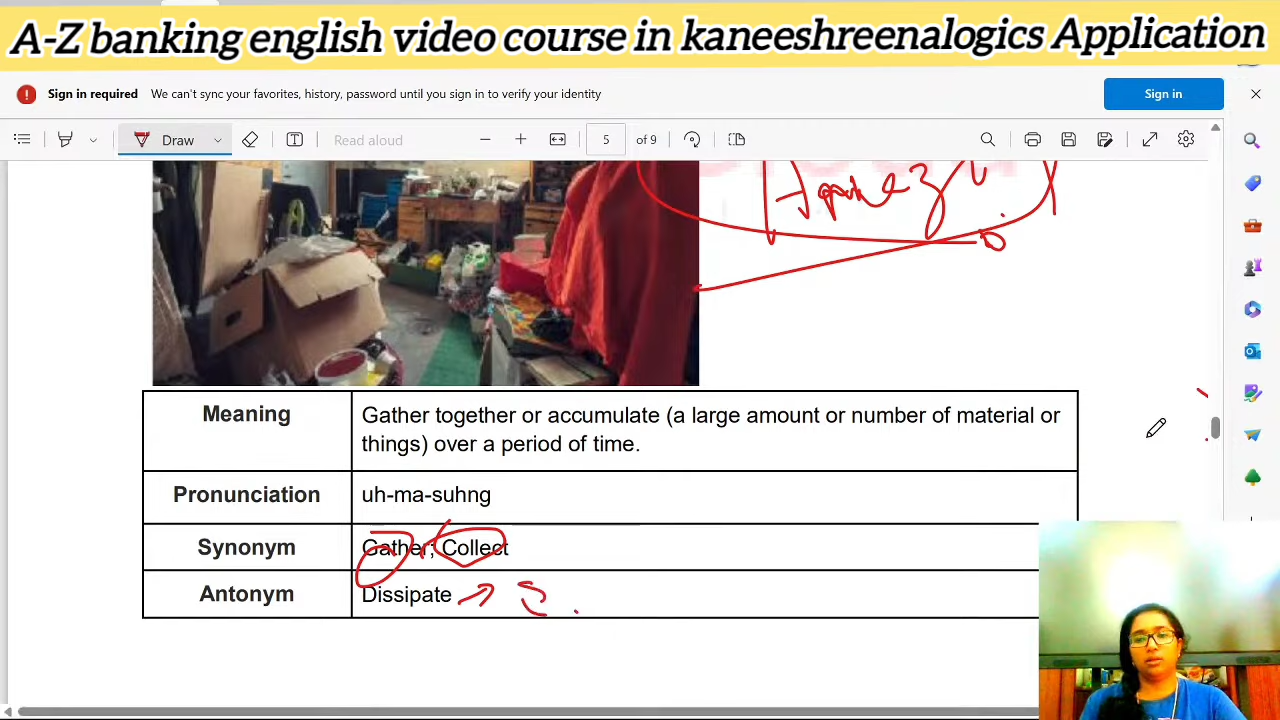 A-Z banking english video course in kaneeshreenalogics Application
Sign in required We can't sync your favorites, history, password until you sign in to verify your identity Sign in
Draw Read aloud 5 of 9
Meaning Gather together or accumulate (a large amount or number of material or
things) over a period of time.
Pronunciation uh-ma-suhng
Synonym Gather; Collect
Antonym Dissipate